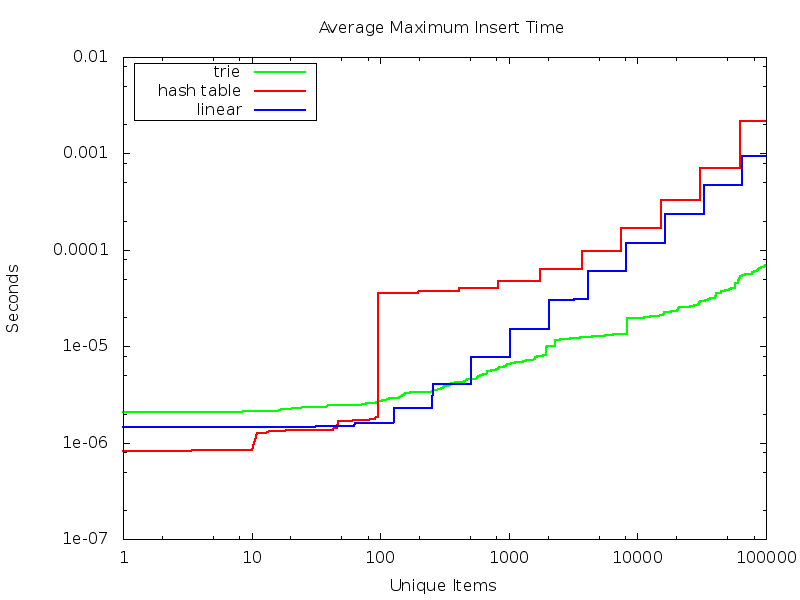 Average Maximum Insert Time
0.01
0.001
0.0001
1e-05
1e-06
1e-07
trie
hash table
linear
Seconds
1 10 100 1000 10000 100000
Unique Items